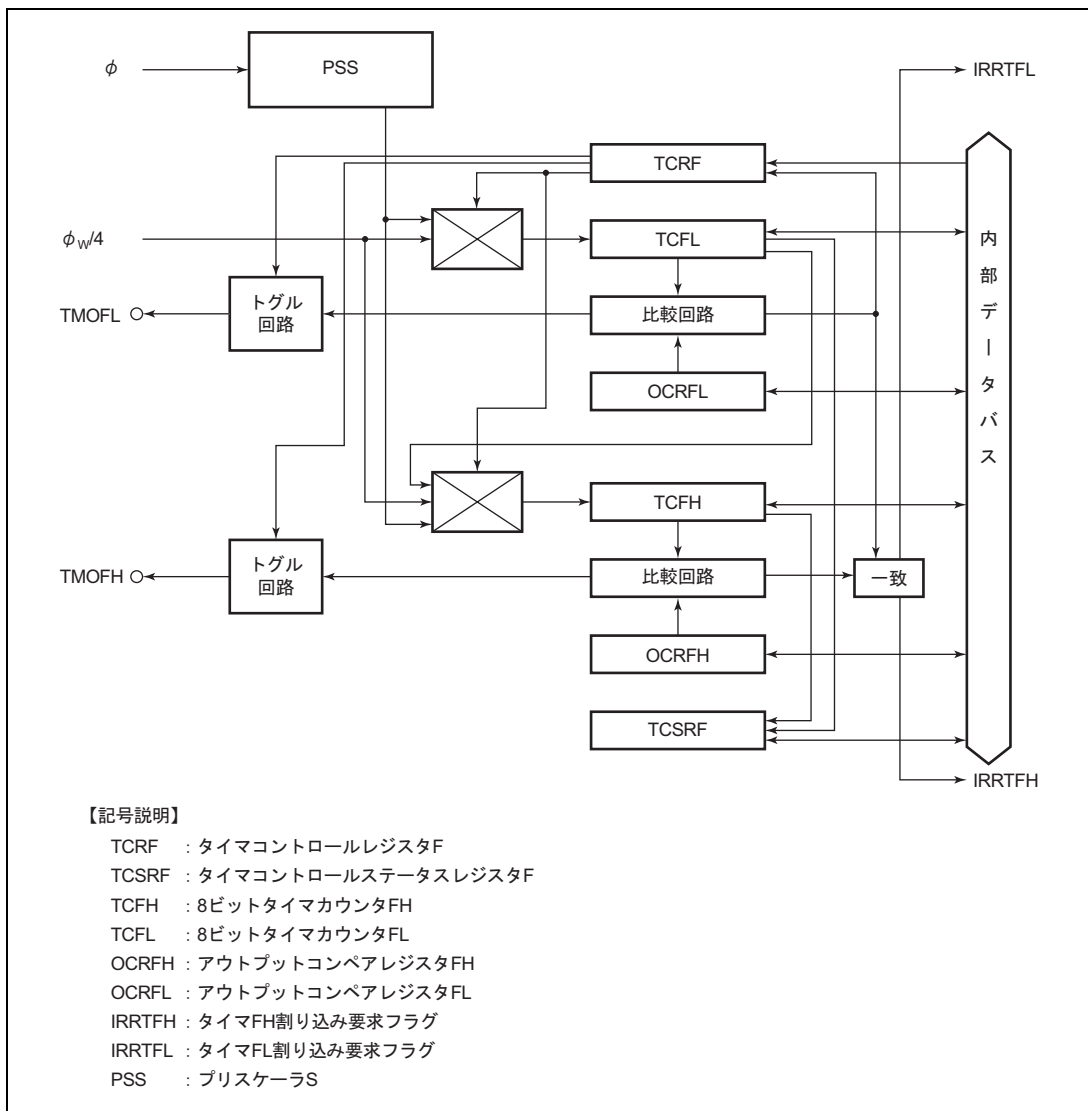 φ
PSS
IRRTFL
TCRF
φW/4
TCFL
トグル
回路
TMOFL
比較回路
OCRFL
内部データバス
TCFH
トグル
回路
TMOFH
比較回路
一致
OCRFH
TCSRF
IRRTFH
【記号説明】
TCRF ：タイマコントロールレジスタF
TCSRF ：タイマコントロールステータスレジスタF
TCFH ：8ビットタイマカウンタFH
TCFL ：8ビットタイマカウンタFL
OCRFH ：アウトプットコンペアレジスタFH
OCRFL ：アウトプットコンペアレジスタFL
IRRTFH ：タイマFH割り込み要求フラグ
IRRTFL ：タイマFL割り込み要求フラグ
PSS ：プリスケーラS